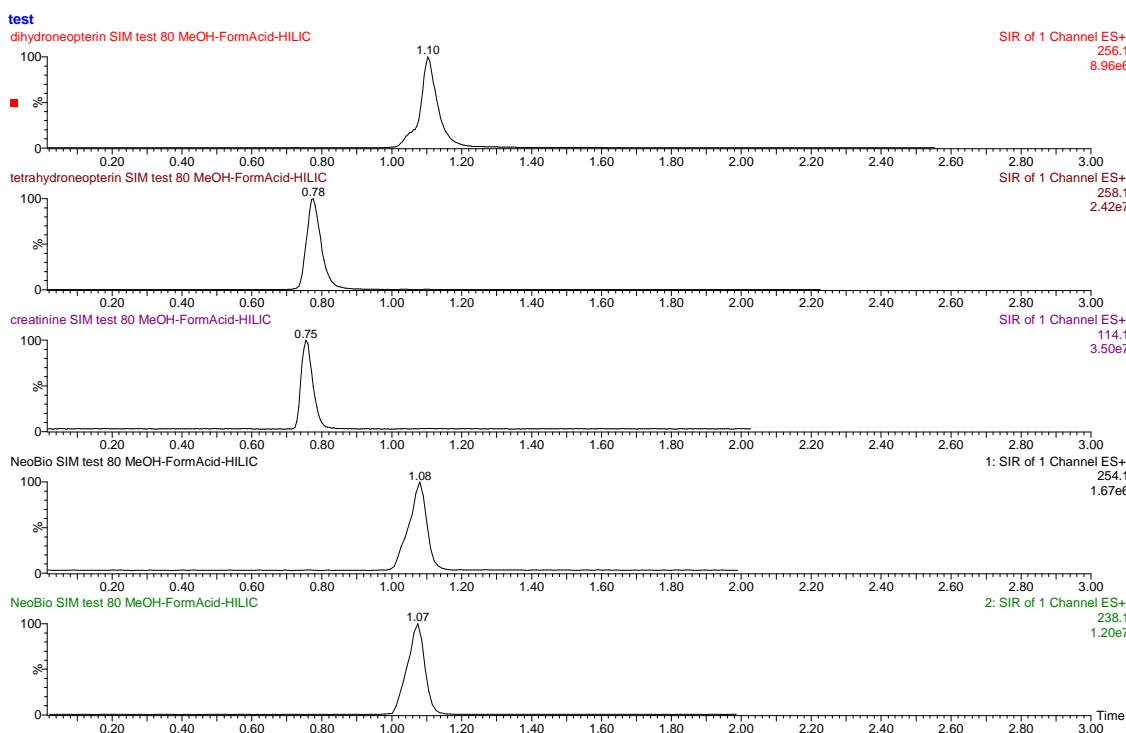 test
dihydroneopterin SIM test 80 MeOH-FormAcid-HILIC
SIR of 1 Channel ES+
256.1
8.96e6
1.10
100
%
0
0.20 0.40 0.60 0.80 1.00 1.20 1.40 1.60 1.80 2.00 2.20 2.40 2.60 2.80 3.00
tetrahydroneopterin SIM test 80 MeOH-FormAcid-HILIC
SIR of 1 Channel ES+
258.1
2.42e7
0.78
100
%
0
0.20 0.40 0.60 0.80 1.00 1.20 1.40 1.60 1.80 2.00 2.20 2.40 2.60 2.80 3.00
creatinine SIM test 80 MeOH-FormAcid-HILIC
SIR of 1 Channel ES+
114.1
3.50e7
0.75
100
%
0
0.20 0.40 0.60 0.80 1.00 1.20 1.40 1.60 1.80 2.00 2.20 2.40 2.60 2.80 3.00
NeoBio SIM test 80 MeOH-FormAcid-HILIC
1: SIR of 1 Channel ES+
254.1
1.67e6
1.08
100
%
0
0.20 0.40 0.60 0.80 1.00 1.20 1.40 1.60 1.80 2.00 2.20 2.40 2.60 2.80 3.00
NeoBio SIM test 80 MeOH-FormAcid-HILIC
2: SIR of 1 Channel ES+
238.1
1.20e7
1.07
100
%
0
Time
0.20 0.40 0.60 0.80 1.00 1.20 1.40 1.60 1.80 2.00 2.20 2.40 2.60 2.80 3.00